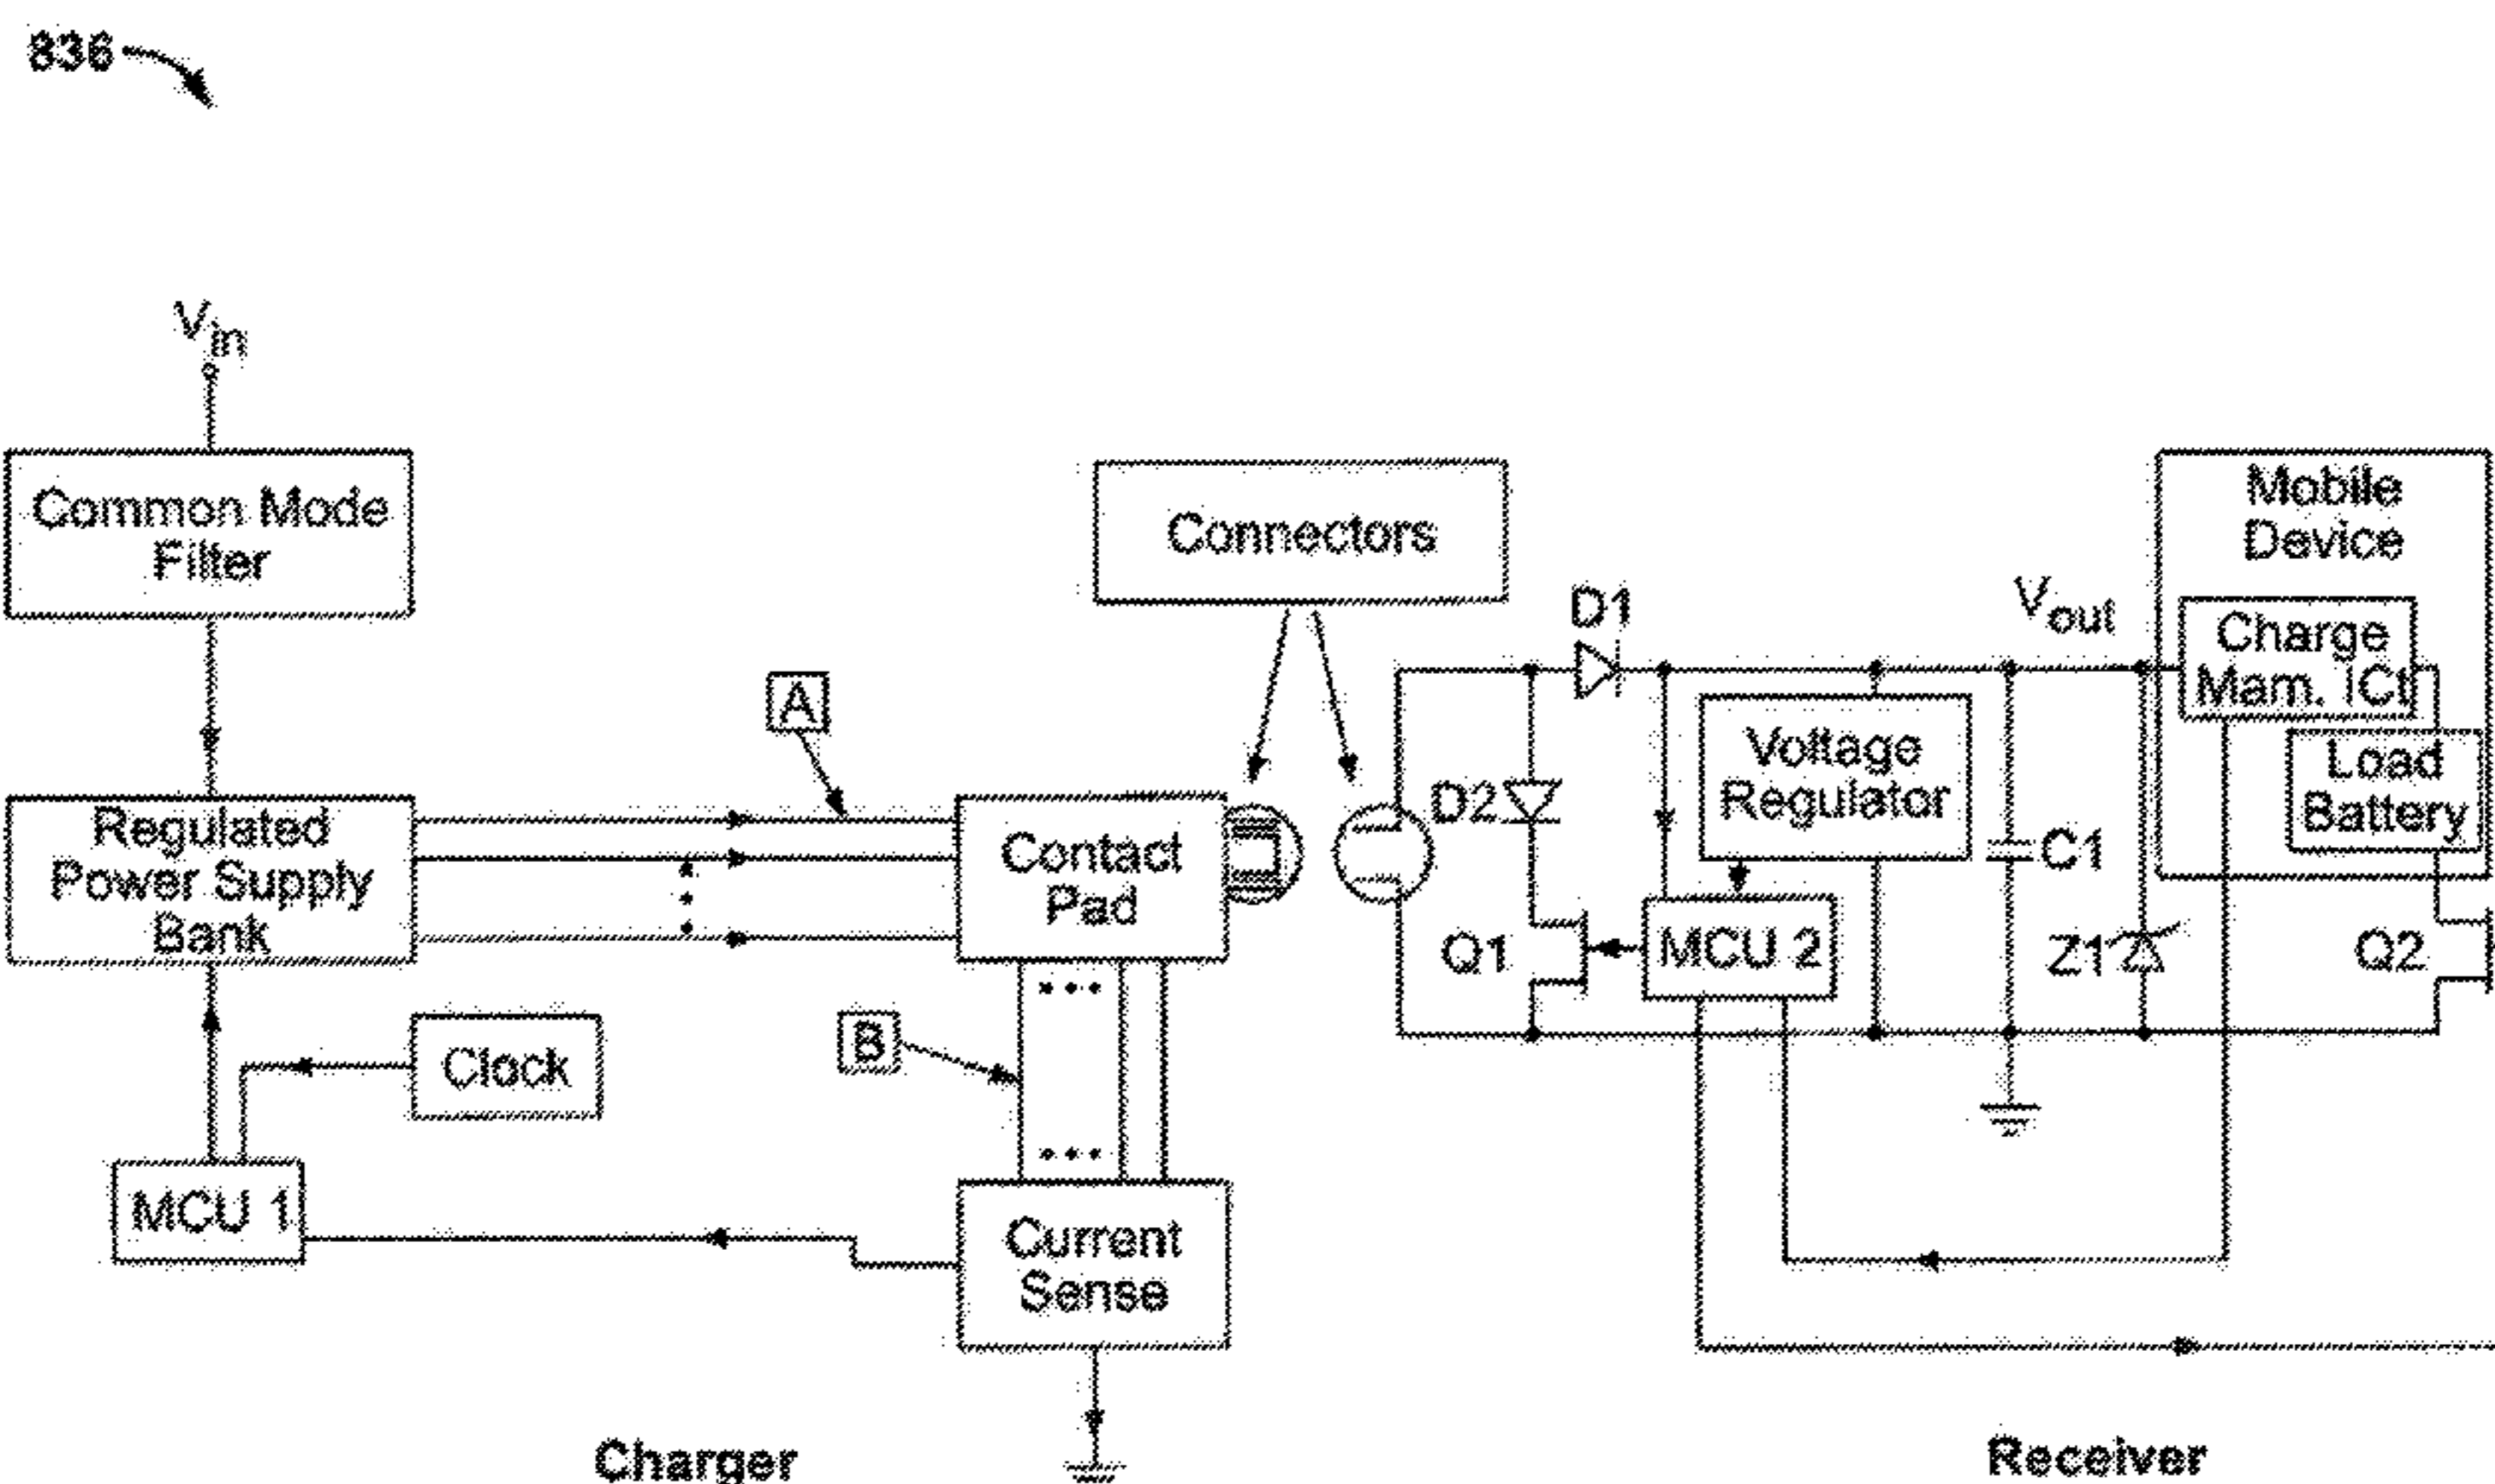 836
Vin
Common Mode
Filter
Connectors
Mobile
Device
D1
Vout
Charge
Mam. ICt
A
Voltage
Regulator
Load
Battery
Regulated
Power Supply
Bank
Contact
Pad
D2
C1
Q1
MCU 2
Z1
Q2
B
Clock
MCU 1
Current
Sense
Charger
Receiver